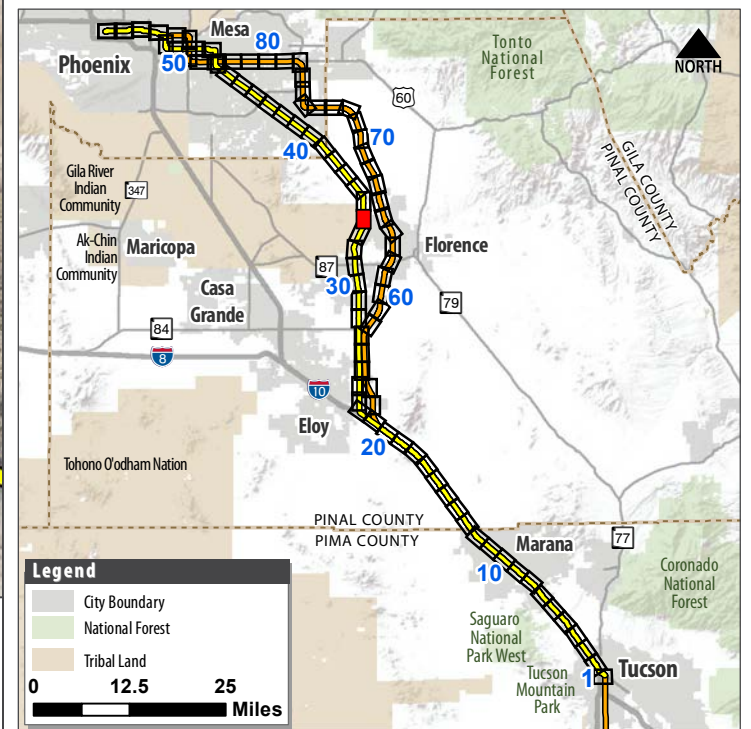 Mesa
80
Phoenix
50
Tonto
National
Forest
NORTH
60
70
40
GILA COUNTY
PINAL COUNTY
Gila River
Indian
Community
347
Ak-Chin
Indian
Community
Maricopa
Florence
87
30
Casa
Grande
60
79
84
8
10
Eloy
20
Tohono O'odham Nation
PINAL COUNTY
PIMA COUNTY
Marana
77
10
Coronado
National
Forest
Saguaro
National
Park West
Tucson
Mountain
Park
1
Tucson
Legend
City Boundary
National Forest
Tribal Land
0 12.5 25
Miles